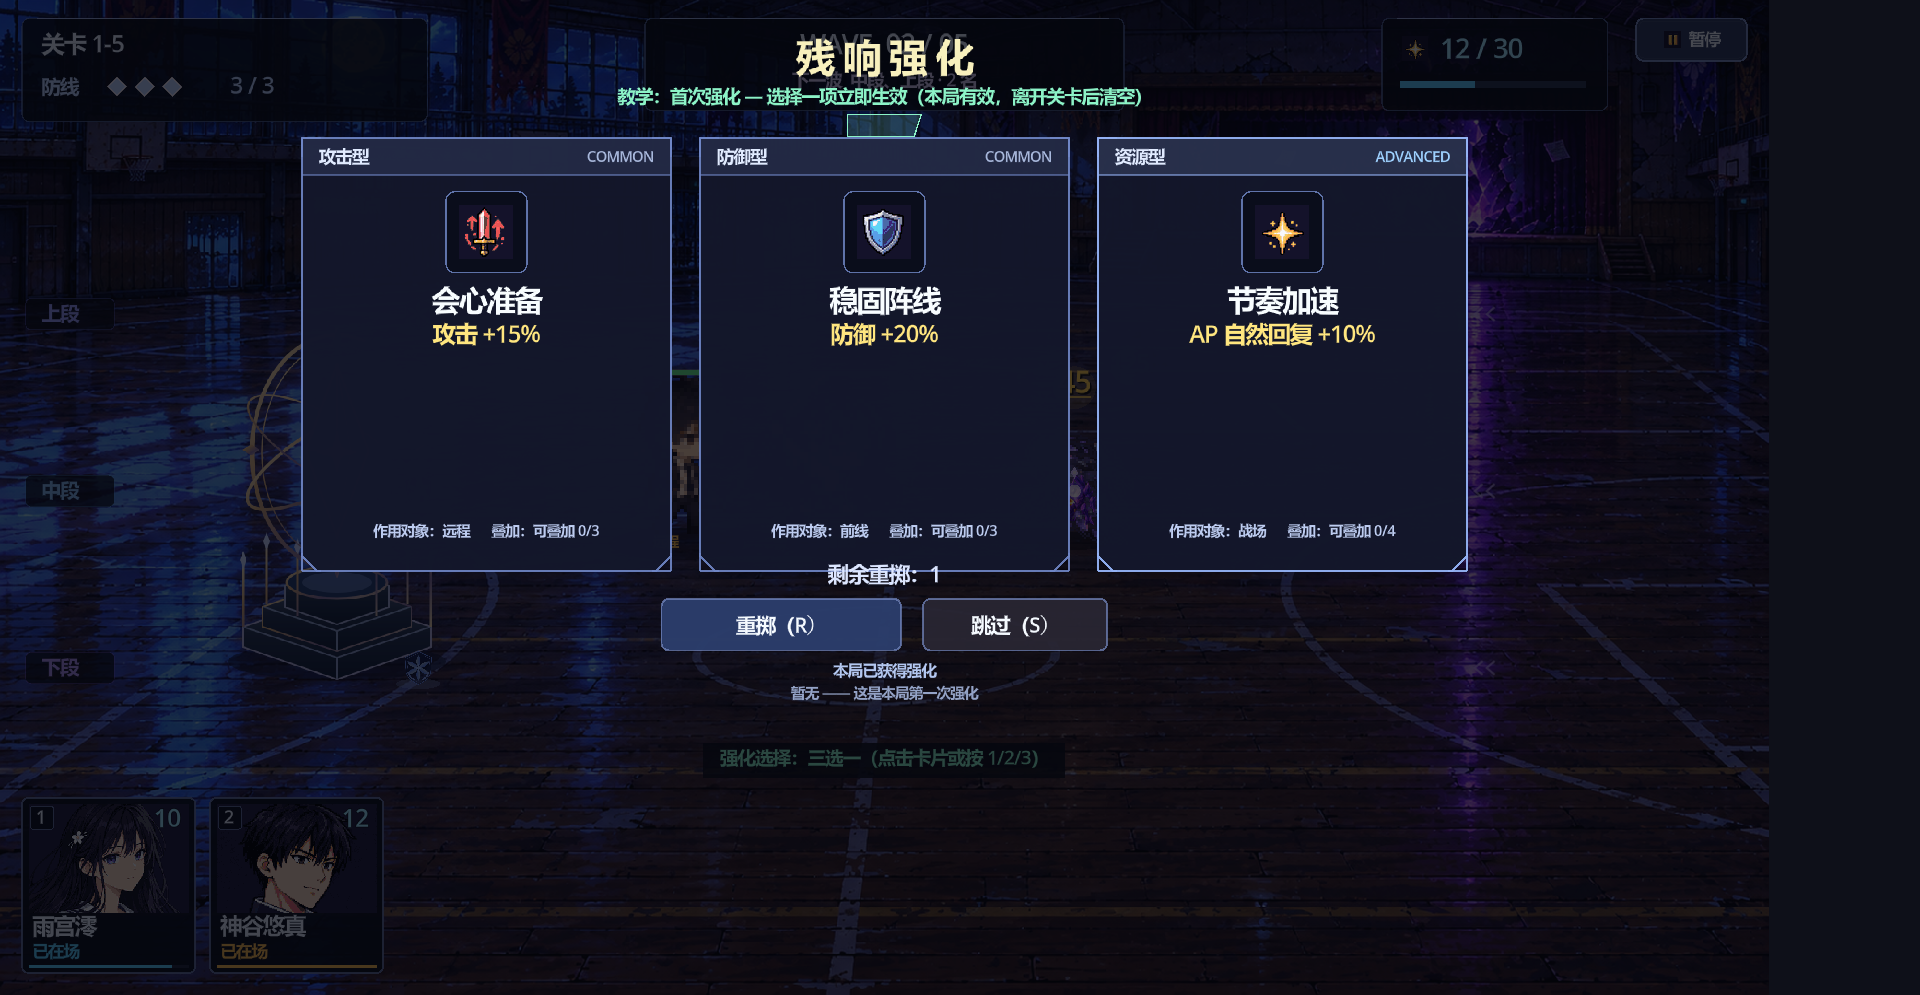 关卡 1-5
防线 3 / 3
WAVE 02 / 05
残响强化
教学：首次强化 — 选择一项立即生效（本局有效，离开关卡后清空）
12 / 30
暂停
攻击型 COMMON
会心准备
攻击 +15%
作用对象：远程 叠加：可叠加 0/3
防御型 COMMON
稳固阵线
防御 +20%
作用对象：前线 叠加：可叠加 0/3
资源型 ADVANCED
节奏加速
AP 自然回复 +10%
作用对象：战场 叠加：可叠加 0/4
上段
中段
下段
45
剩余重掷：1
重掷（R）
跳过（S）
本局已获得强化
暂无 —— 这是本局第一次强化
强化选择：三选一（点击卡片或按 1/2/3）
1 10
雨宫澪
已在场
2 12
神谷悠真
已在场